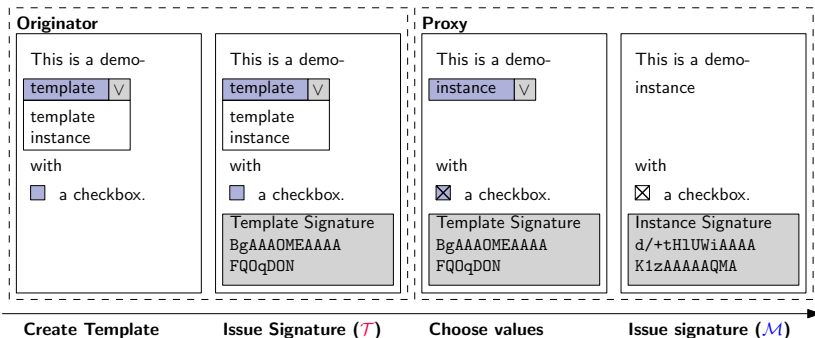 Originator
This is a demo-
template ∨
template
instance
with
a checkbox.
Create Template
This is a demo-
template ∨
template
instance
with
a checkbox.
Template Signature
BgAAAOMEAAAA
FQOqDON
Issue Signature (𝒯)
Proxy
This is a demo-
instance ∨
with
a checkbox.
Template Signature
BgAAAOMEAAAA
FQOqDON
Choose values
This is a demo-
instance
with
a checkbox.
Instance Signature
d/+tHlUWiAAAA
K1zAAAAAQMA
Issue signature (ℳ)